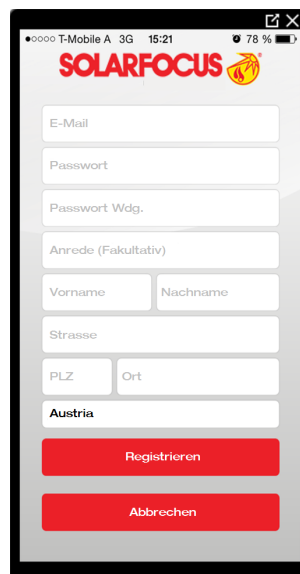 T-Mobile A 3G 15:21 78 %
SOLARFOCUS
E-Mail
Passwort
Passwort Wdg.
Anrede (Fakultativ)
Vorname Nachname
Strasse
PLZ Ort
Austria
Registrieren
Abbrechen